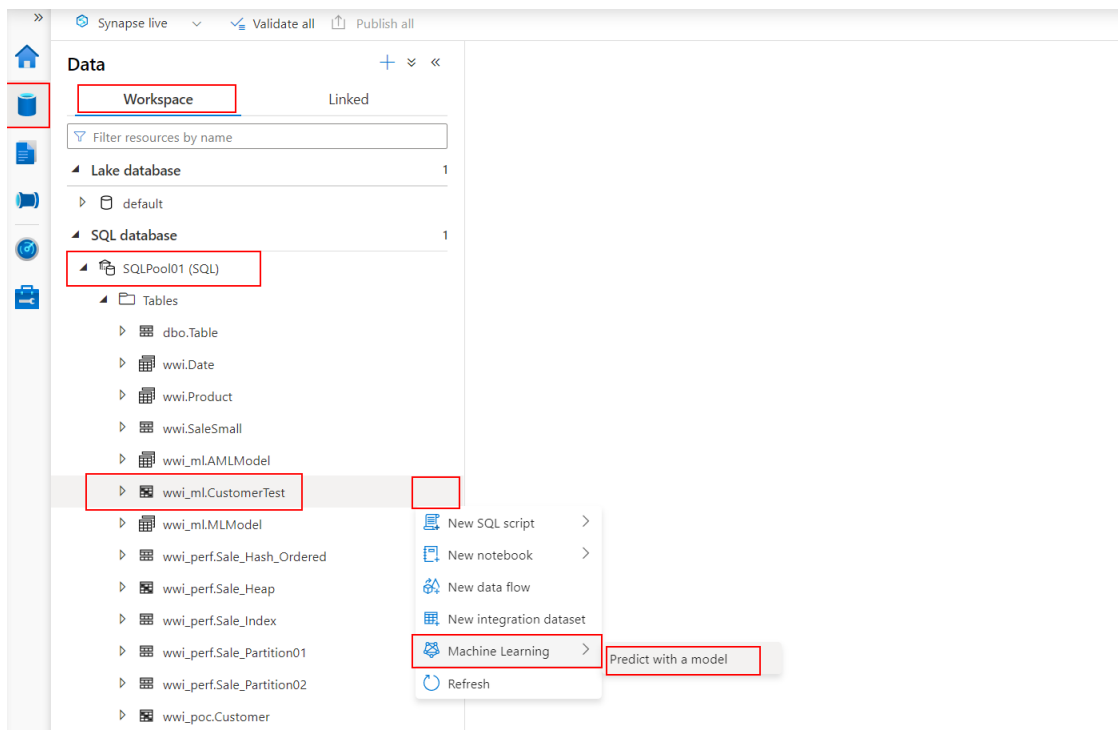 »
Synapse live
Validate all
Publish all
Data
Workspace
Linked
Filter resources by name
Lake database
1
default
SQL database
1
SQLPool01 (SQL)
Tables
dbo.Table
wwi.Date
wwi.Product
wwi.SaleSmall
wwi_ml.AMLModel
wwi_ml.CustomerTest
wwi_ml.MLModel
wwi_perf.Sale_Hash_Ordered
wwi_perf.Sale_Heap
wwi_perf.Sale_Index
wwi_perf.Sale_Partition01
wwi_perf.Sale_Partition02
wwi_poc.Customer
New SQL script
New notebook
New data flow
New integration dataset
Machine Learning
Refresh
Predict with a model